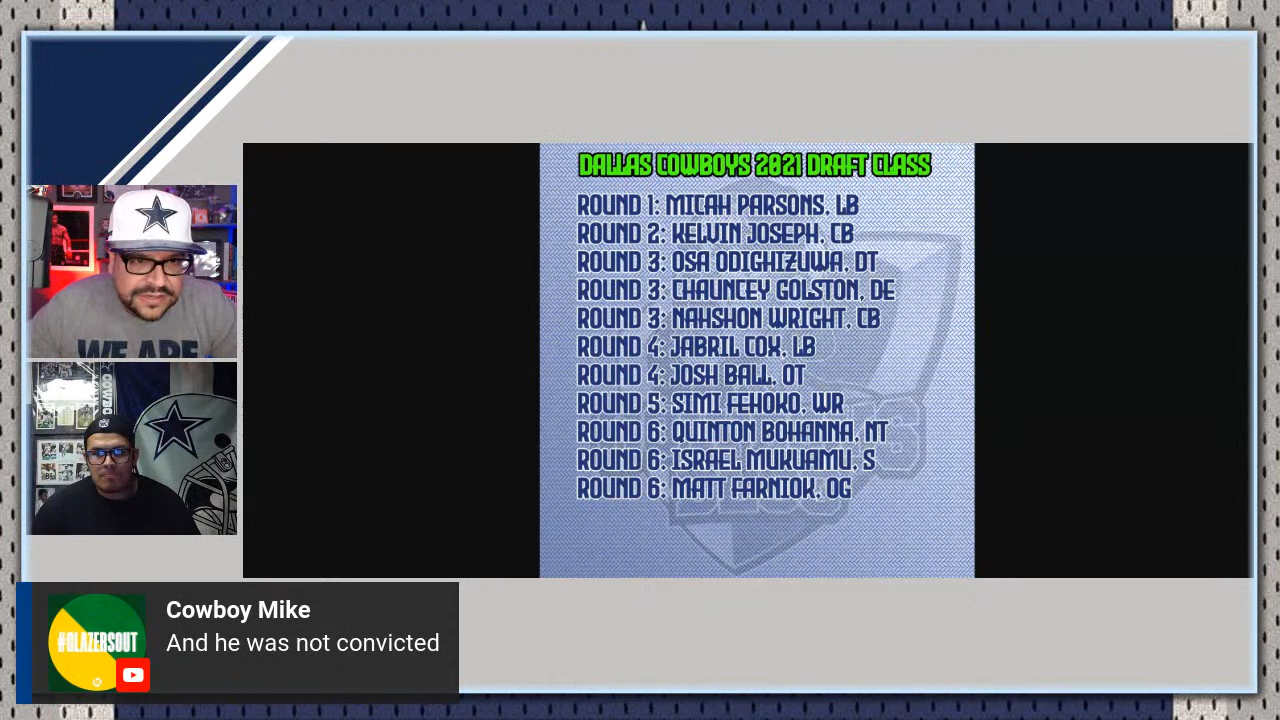 DALLAS COWBOYS 2021 DRAFT CLASS
ROUND 1: MICAH PARSONS, LB
ROUND 2: KELVIN JOSEPH, CB
ROUND 3: OSA ODIGHIZUWA, DT
ROUND 3: CHAUNCEY GOLSTON, DE
ROUND 3: NAHSHON WRIGHT, CB
ROUND 4: JABRIL COX, LB
ROUND 4: JOSH BALL, OT
ROUND 5: SIMI FEHOKO, WR
ROUND 6: QUINTON BOHANNA, NT
ROUND 6: ISRAEL MUKUAMU, S
ROUND 6: MATT FARNIOK, OG
WE ARE
#GLAZERSOUT
Cowboy Mike
And he was not convicted